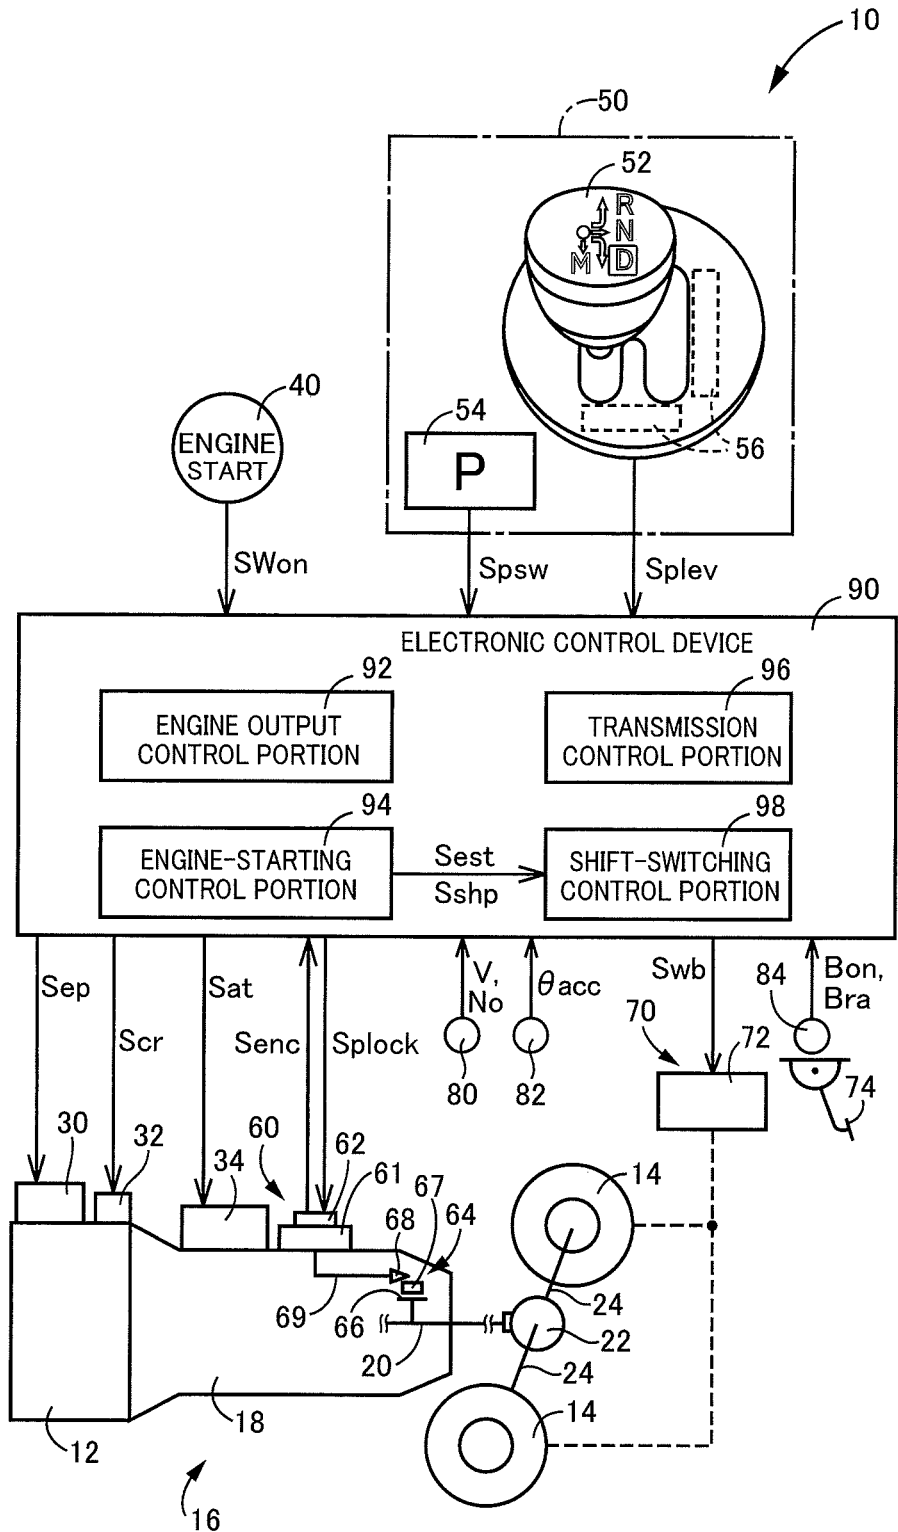 10
50
52
R
N
M D
40
ENGINE
START
54
P
56
SWon
Spsw
Splev
90
ELECTRONIC CONTROL DEVICE
92
ENGINE OUTPUT
CONTROL PORTION
96
TRANSMISSION
CONTROL PORTION
94
ENGINE-STARTING
CONTROL PORTION
Sest
Sshp
98
SHIFT-SWITCHING
CONTROL PORTION
Sep
Scr
Sat
Senc
Splock
V,
No
θacc
Swb
Bon,
Bra
80
82
70
72
84
74
30
32
34
60
62
61
68
67
64
69
66
20
14
24
22
24
14
12
18
16